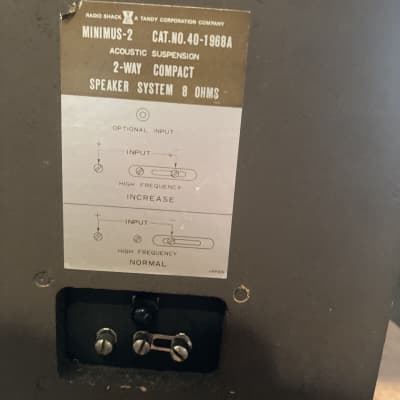 RADIO SHACK A TANDY CORPORATION COMPANY
MINIMUS-2 CAT.NO.40-1968A
ACOUSTIC SUSPENSION
2-WAY COMPACT
SPEAKER SYSTEM 8 OHMS
OPTIONAL INPUT
+ INPUT -
HIGH FREQUENCY
INCREASE
+ INPUT -
HIGH FREQUENCY
NORMAL
JAPAN